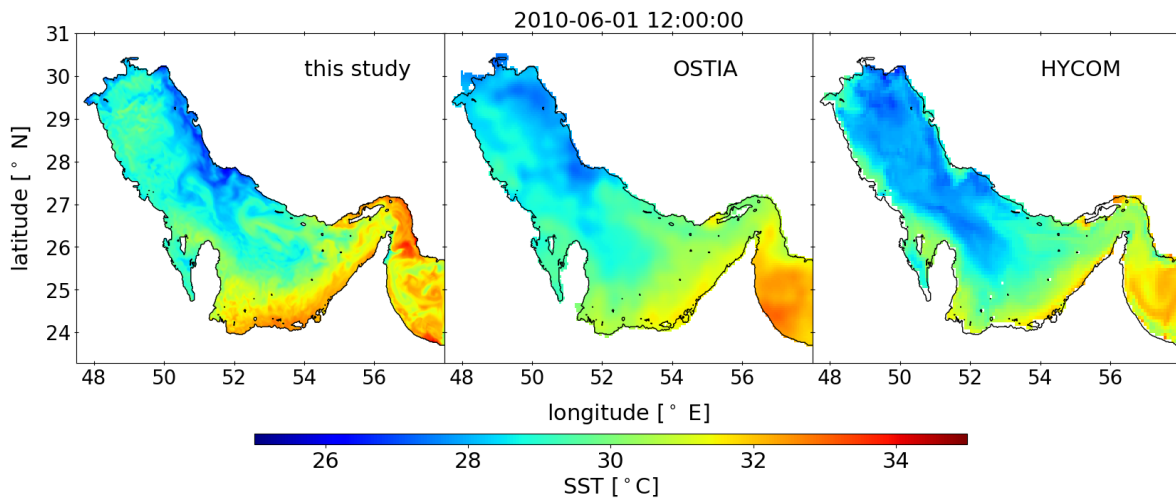 2010-06-01 12:00:00
this study
OSTIA
HYCOM
latitude [° N]
31
30
29
28
27
26
25
24
48 50 52 54 56
48 50 52 54 56
48 50 52 54 56
longitude [° E]
26 28 30 32 34
SST [°C]